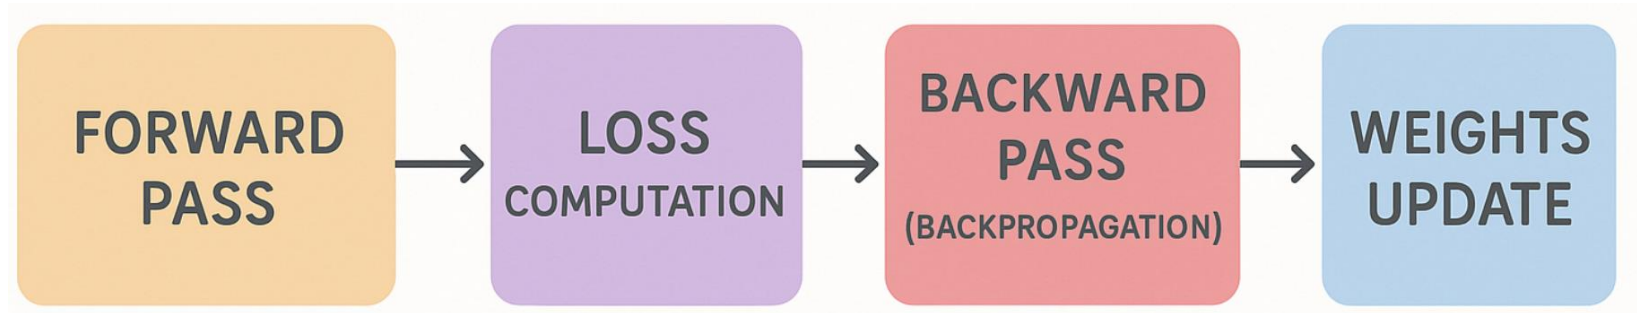 FORWARD
PASS
LOSS
COMPUTATION
BACKWARD
PASS
(BACKPROPAGATION)
WEIGHTS
UPDATE